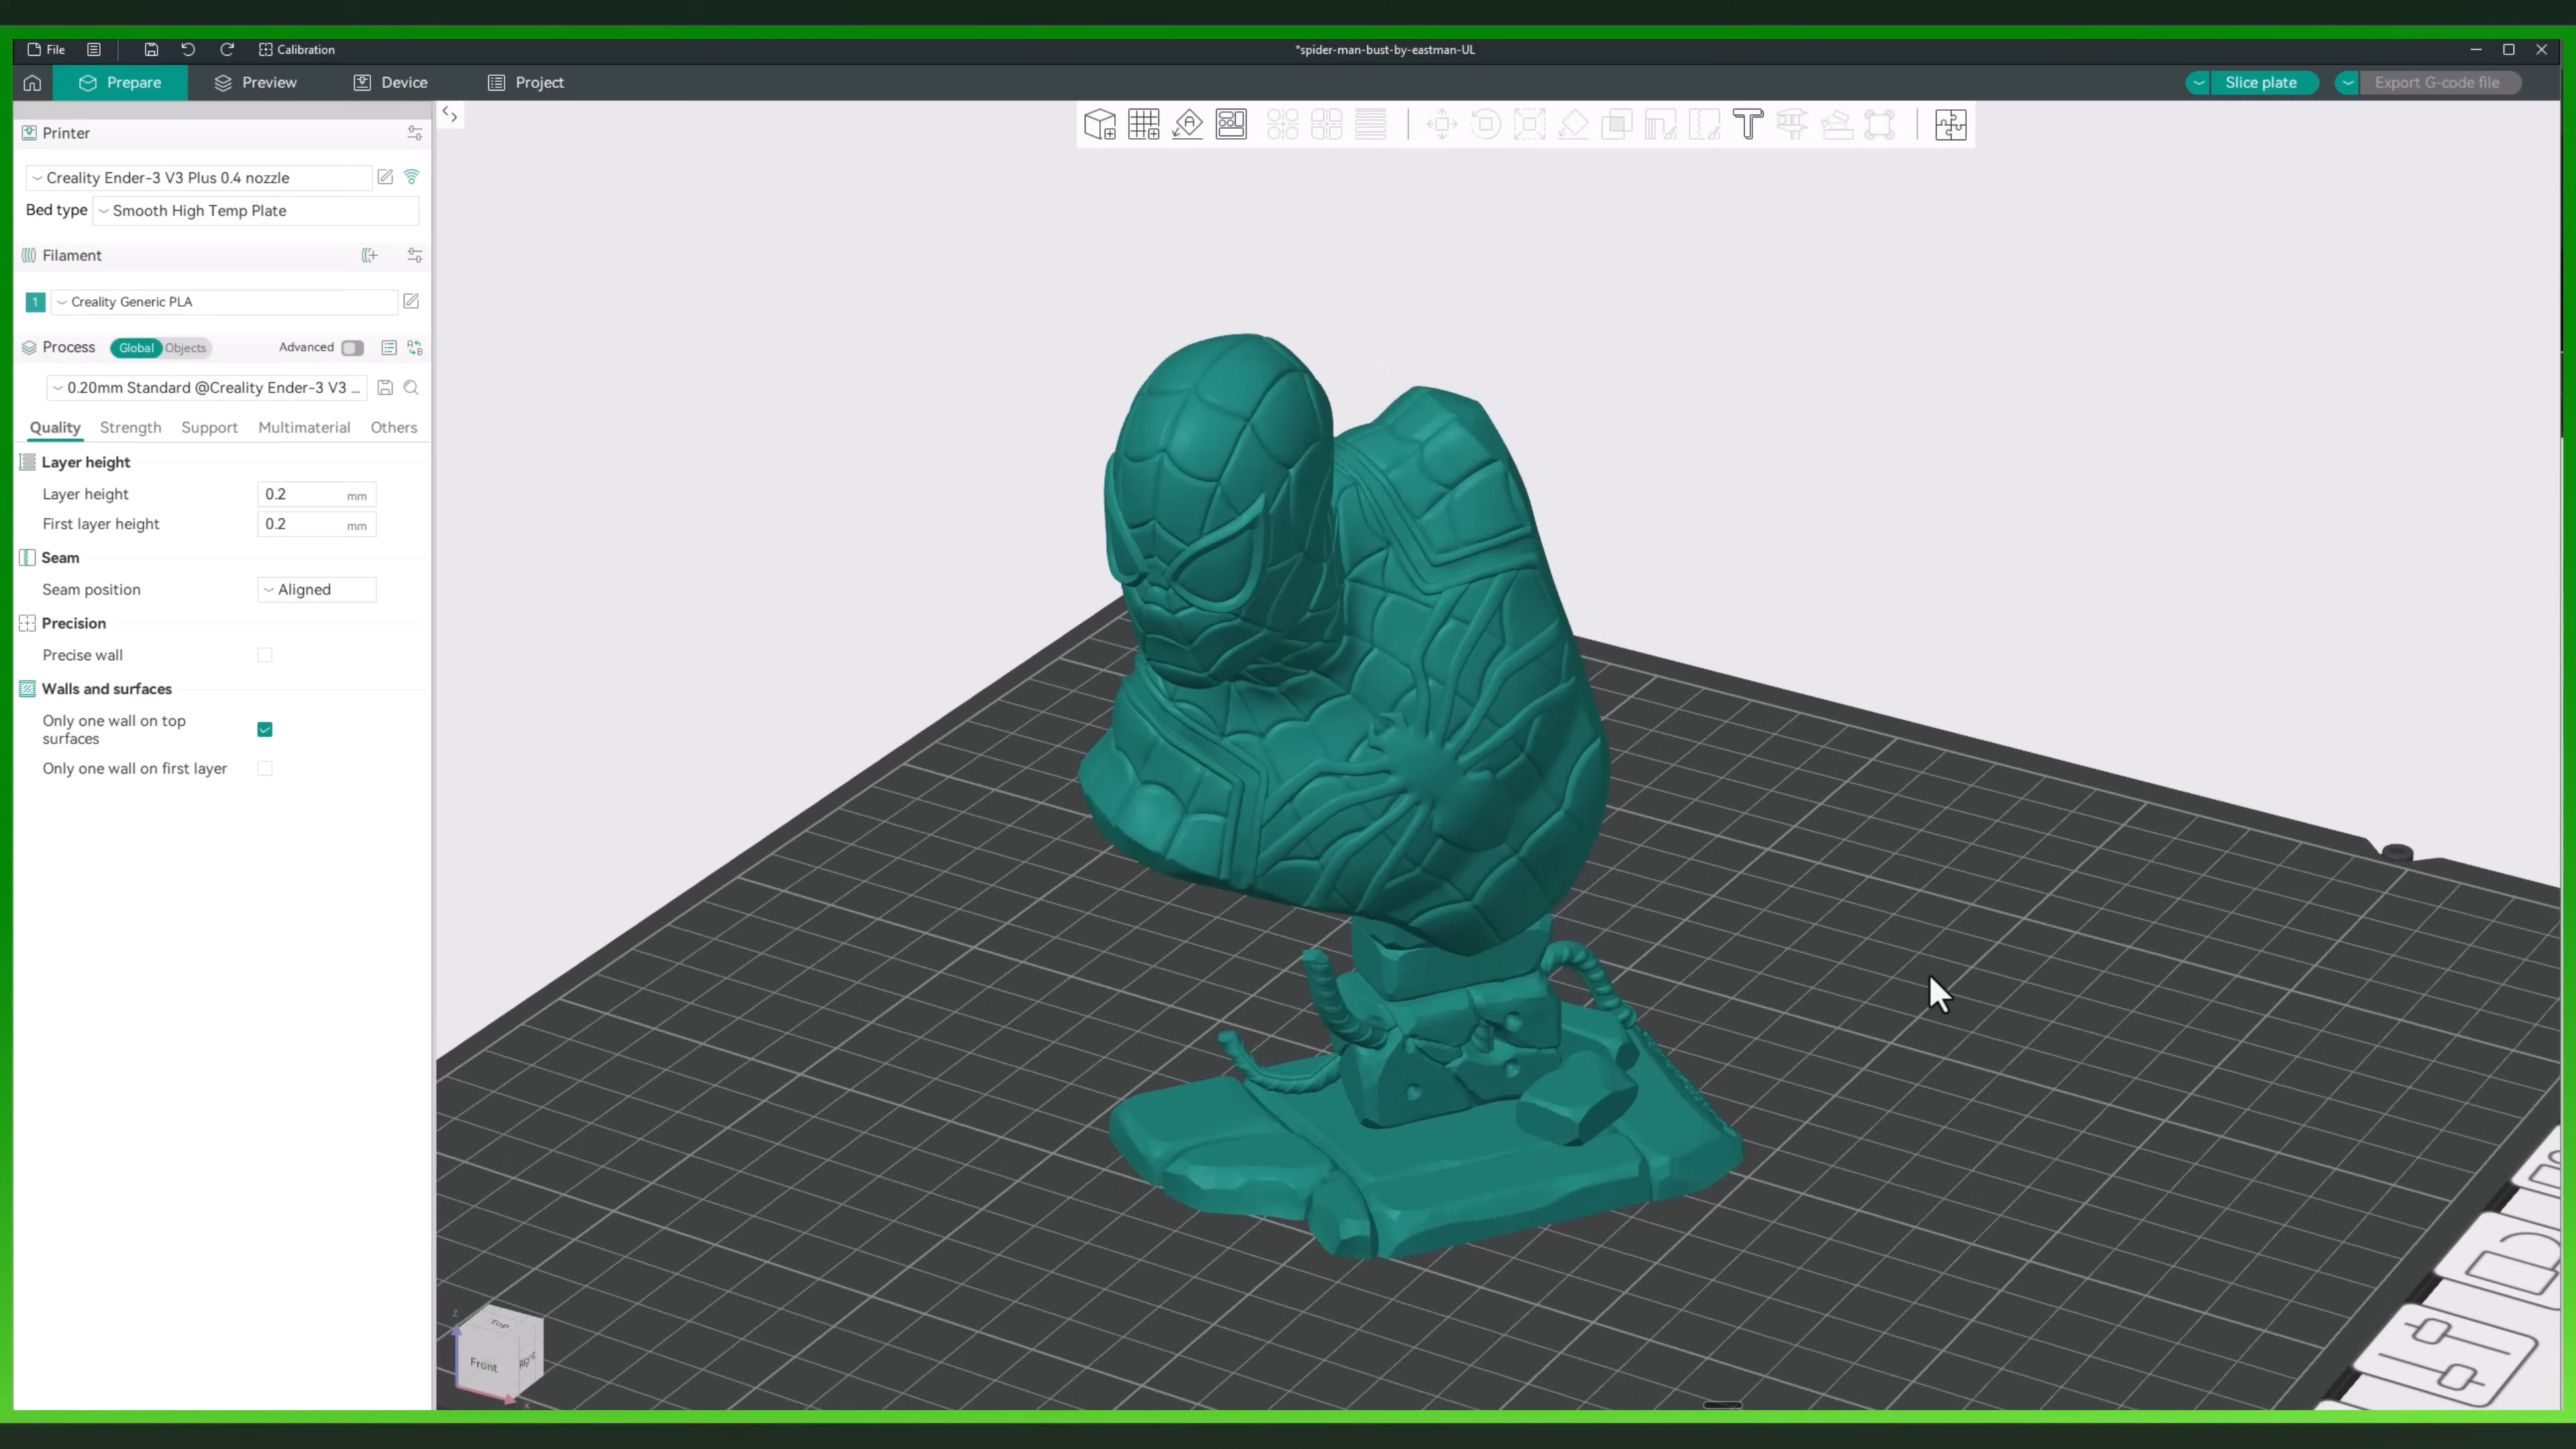 File
Calibration
*spider-man-bust-by-eastman-UL
Prepare
Preview
Device
Project
Slice plate
Export G-code file
Printer
Creality Ender-3 V3 Plus 0.4 nozzle
Bed type
Smooth High Temp Plate
Filament
1
Creality Generic PLA
Process
Global
Objects
Advanced
0.20mm Standard @Creality Ender-3 V3 ...
Quality
Strength
Support
Multimaterial
Others
Layer height
Layer height
0.2
mm
First layer height
0.2
mm
Seam
Seam position
Aligned
Precision
Precise wall
Walls and surfaces
Only one wall on top
surfaces
Only one wall on first layer
z
Top
Front
Right
x